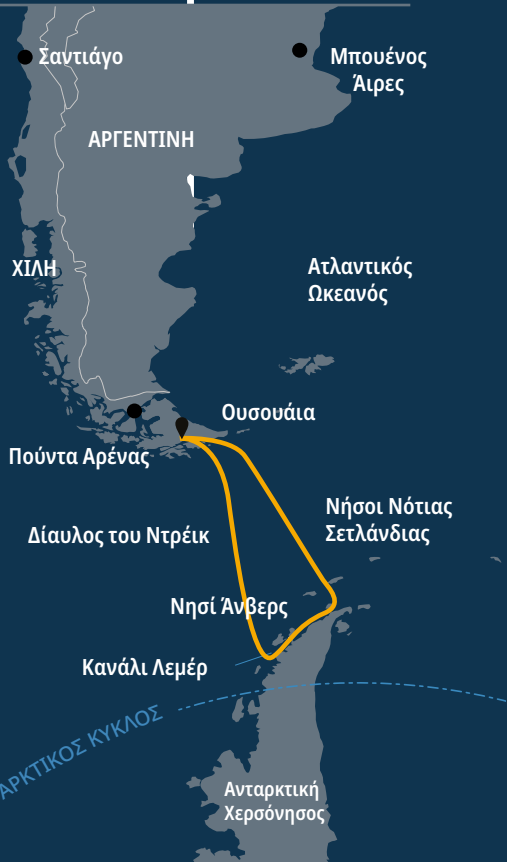 Σαντιάγο
Μπουένος
Άιρες
ΑΡΓΕΝΤΙΝΗ
ΧΙΛΗ
Ατλαντικός
Ωκεανός
Ουσουάια
Πούντα Αρένας
Νήσοι Νότιας
Σετλάνδιας
Δίαυλος του Ντρέικ
Νησί Άνβερς
Κανάλι Λεμέρ
ΑΡΚΤΙΚΟΣ ΚΥΚΛΟΣ
Ανταρκτική
Χερσόνησος